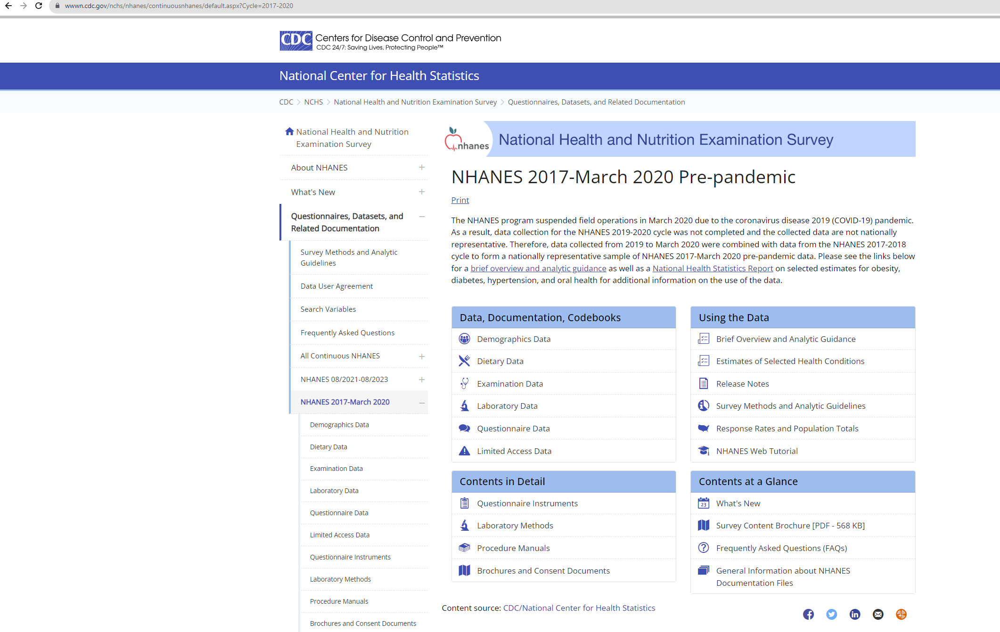 wwwn.cdc.gov/nchs/nhanes/continuousnhanes/default.aspx?Cycle=2017-2020
CDC Centers for Disease Control and Prevention
CDC 24/7: Saving Lives, Protecting People™
National Center for Health Statistics
CDC > NCHS > National Health and Nutrition Examination Survey > Questionnaires, Datasets, and Related Documentation
National Health and Nutrition
Examination Survey
About NHANES
What's New
Questionnaires, Datasets, and
Related Documentation
Survey Methods and Analytic
Guidelines
Data User Agreement
Search Variables
Frequently Asked Questions
All Continuous NHANES
NHANES 08/2021-08/2023
NHANES 2017-March 2020
Demographics Data
Dietary Data
Examination Data
Laboratory Data
Questionnaire Data
Limited Access Data
Questionnaire Instruments
Laboratory Methods
Procedure Manuals
Brochures and Consent Documents
nhanes National Health and Nutrition Examination Survey
NHANES 2017-March 2020 Pre-pandemic
Print
The NHANES program suspended field operations in March 2020 due to the coronavirus disease 2019 (COVID-19) pandemic.
As a result, data collection for the NHANES 2019-2020 cycle was not completed and the collected data are not nationally
representative. Therefore, data collected from 2019 to March 2020 were combined with data from the NHANES 2017-2018
cycle to form a nationally representative sample of NHANES 2017-March 2020 pre-pandemic data. Please see the links below
for a brief overview and analytic guidance as well as a National Health Statistics Report on selected estimates for obesity,
diabetes, hypertension, and oral health for additional information on the use of the data.
Data, Documentation, Codebooks
Demographics Data
Dietary Data
Examination Data
Laboratory Data
Questionnaire Data
Limited Access Data
Using the Data
Brief Overview and Analytic Guidance
Estimates of Selected Health Conditions
Release Notes
Survey Methods and Analytic Guidelines
Response Rates and Population Totals
NHANES Web Tutorial
Contents in Detail
Questionnaire Instruments
Laboratory Methods
Procedure Manuals
Brochures and Consent Documents
Contents at a Glance
23 What's New
Survey Content Brochure [PDF - 568 KB]
Frequently Asked Questions (FAQs)
General Information about NHANES
Documentation Files
Content source: CDC/National Center for Health Statistics